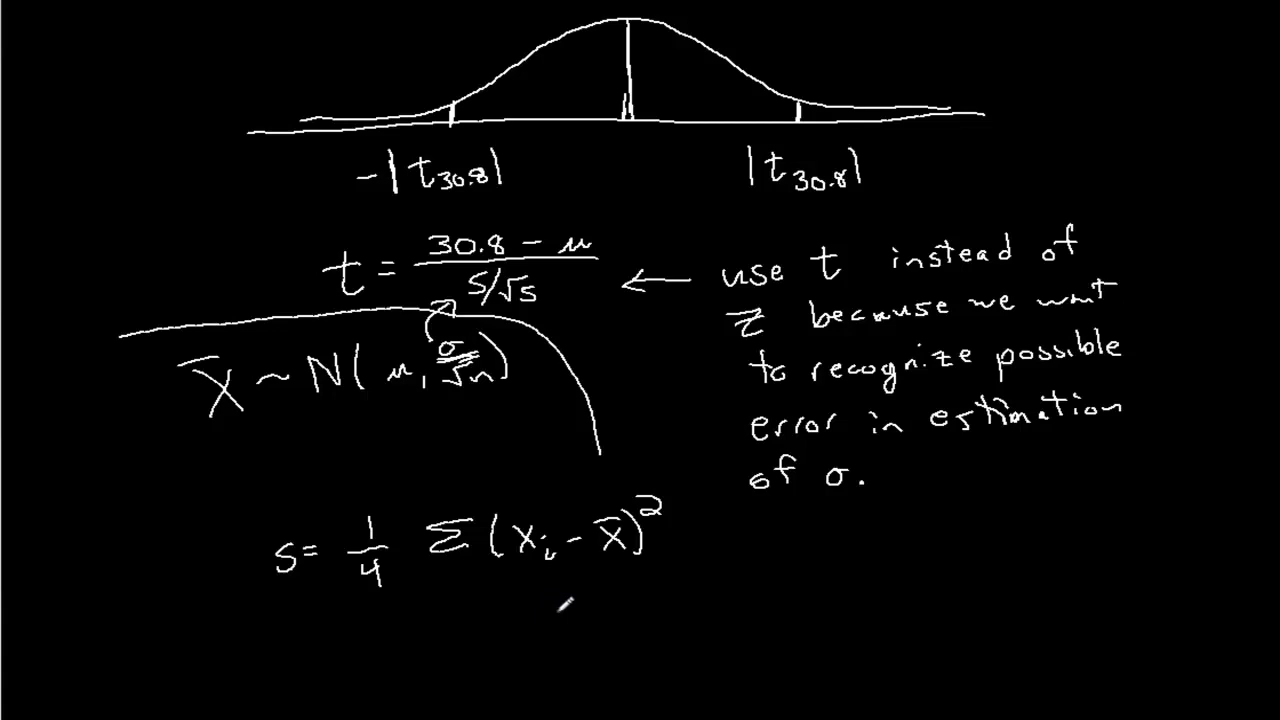 -|t30.8| |t30.8|
t = 30.8 - μ / s/√5 ← use t instead of
z because we want
to recognize possible
error in estimation
of σ.
X̄ ~ N(μ, σ/√n)
s = 1/4 Σ(xi - x̄)²